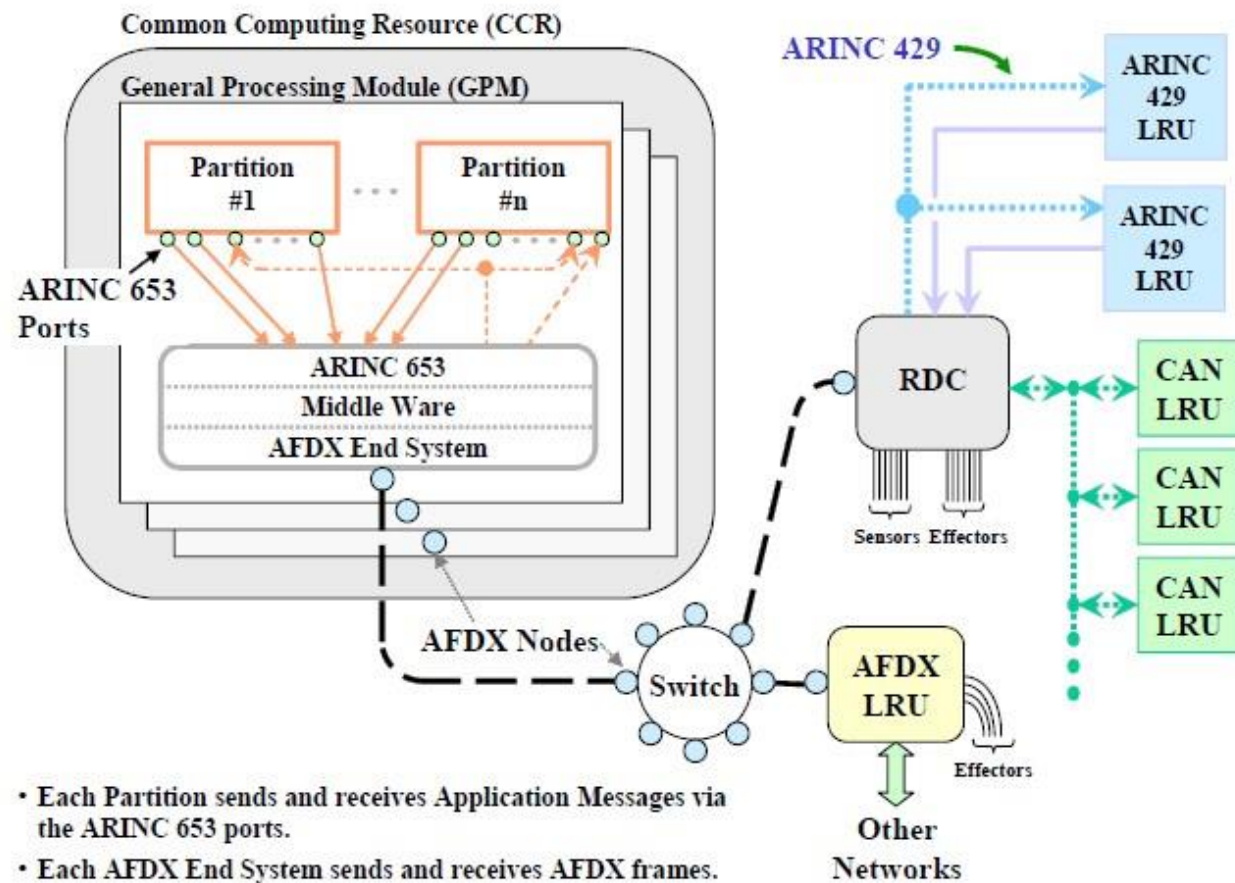 Common Computing Resource (CCR)
General Processing Module (GPM)
Partition
#1
Partition
#n
ARINC 653
Ports
ARINC 653
Middle Ware
AFDX End System
AFDX Nodes
Switch
ARINC 429
ARINC
429
LRU
ARINC
429
LRU
RDC
Sensors
Effectors
CAN
LRU
CAN
LRU
CAN
LRU
AFDX
LRU
Effectors
Other
Networks
• Each Partition sends and receives Application Messages via
the ARINC 653 ports.
• Each AFDX End System sends and receives AFDX frames.